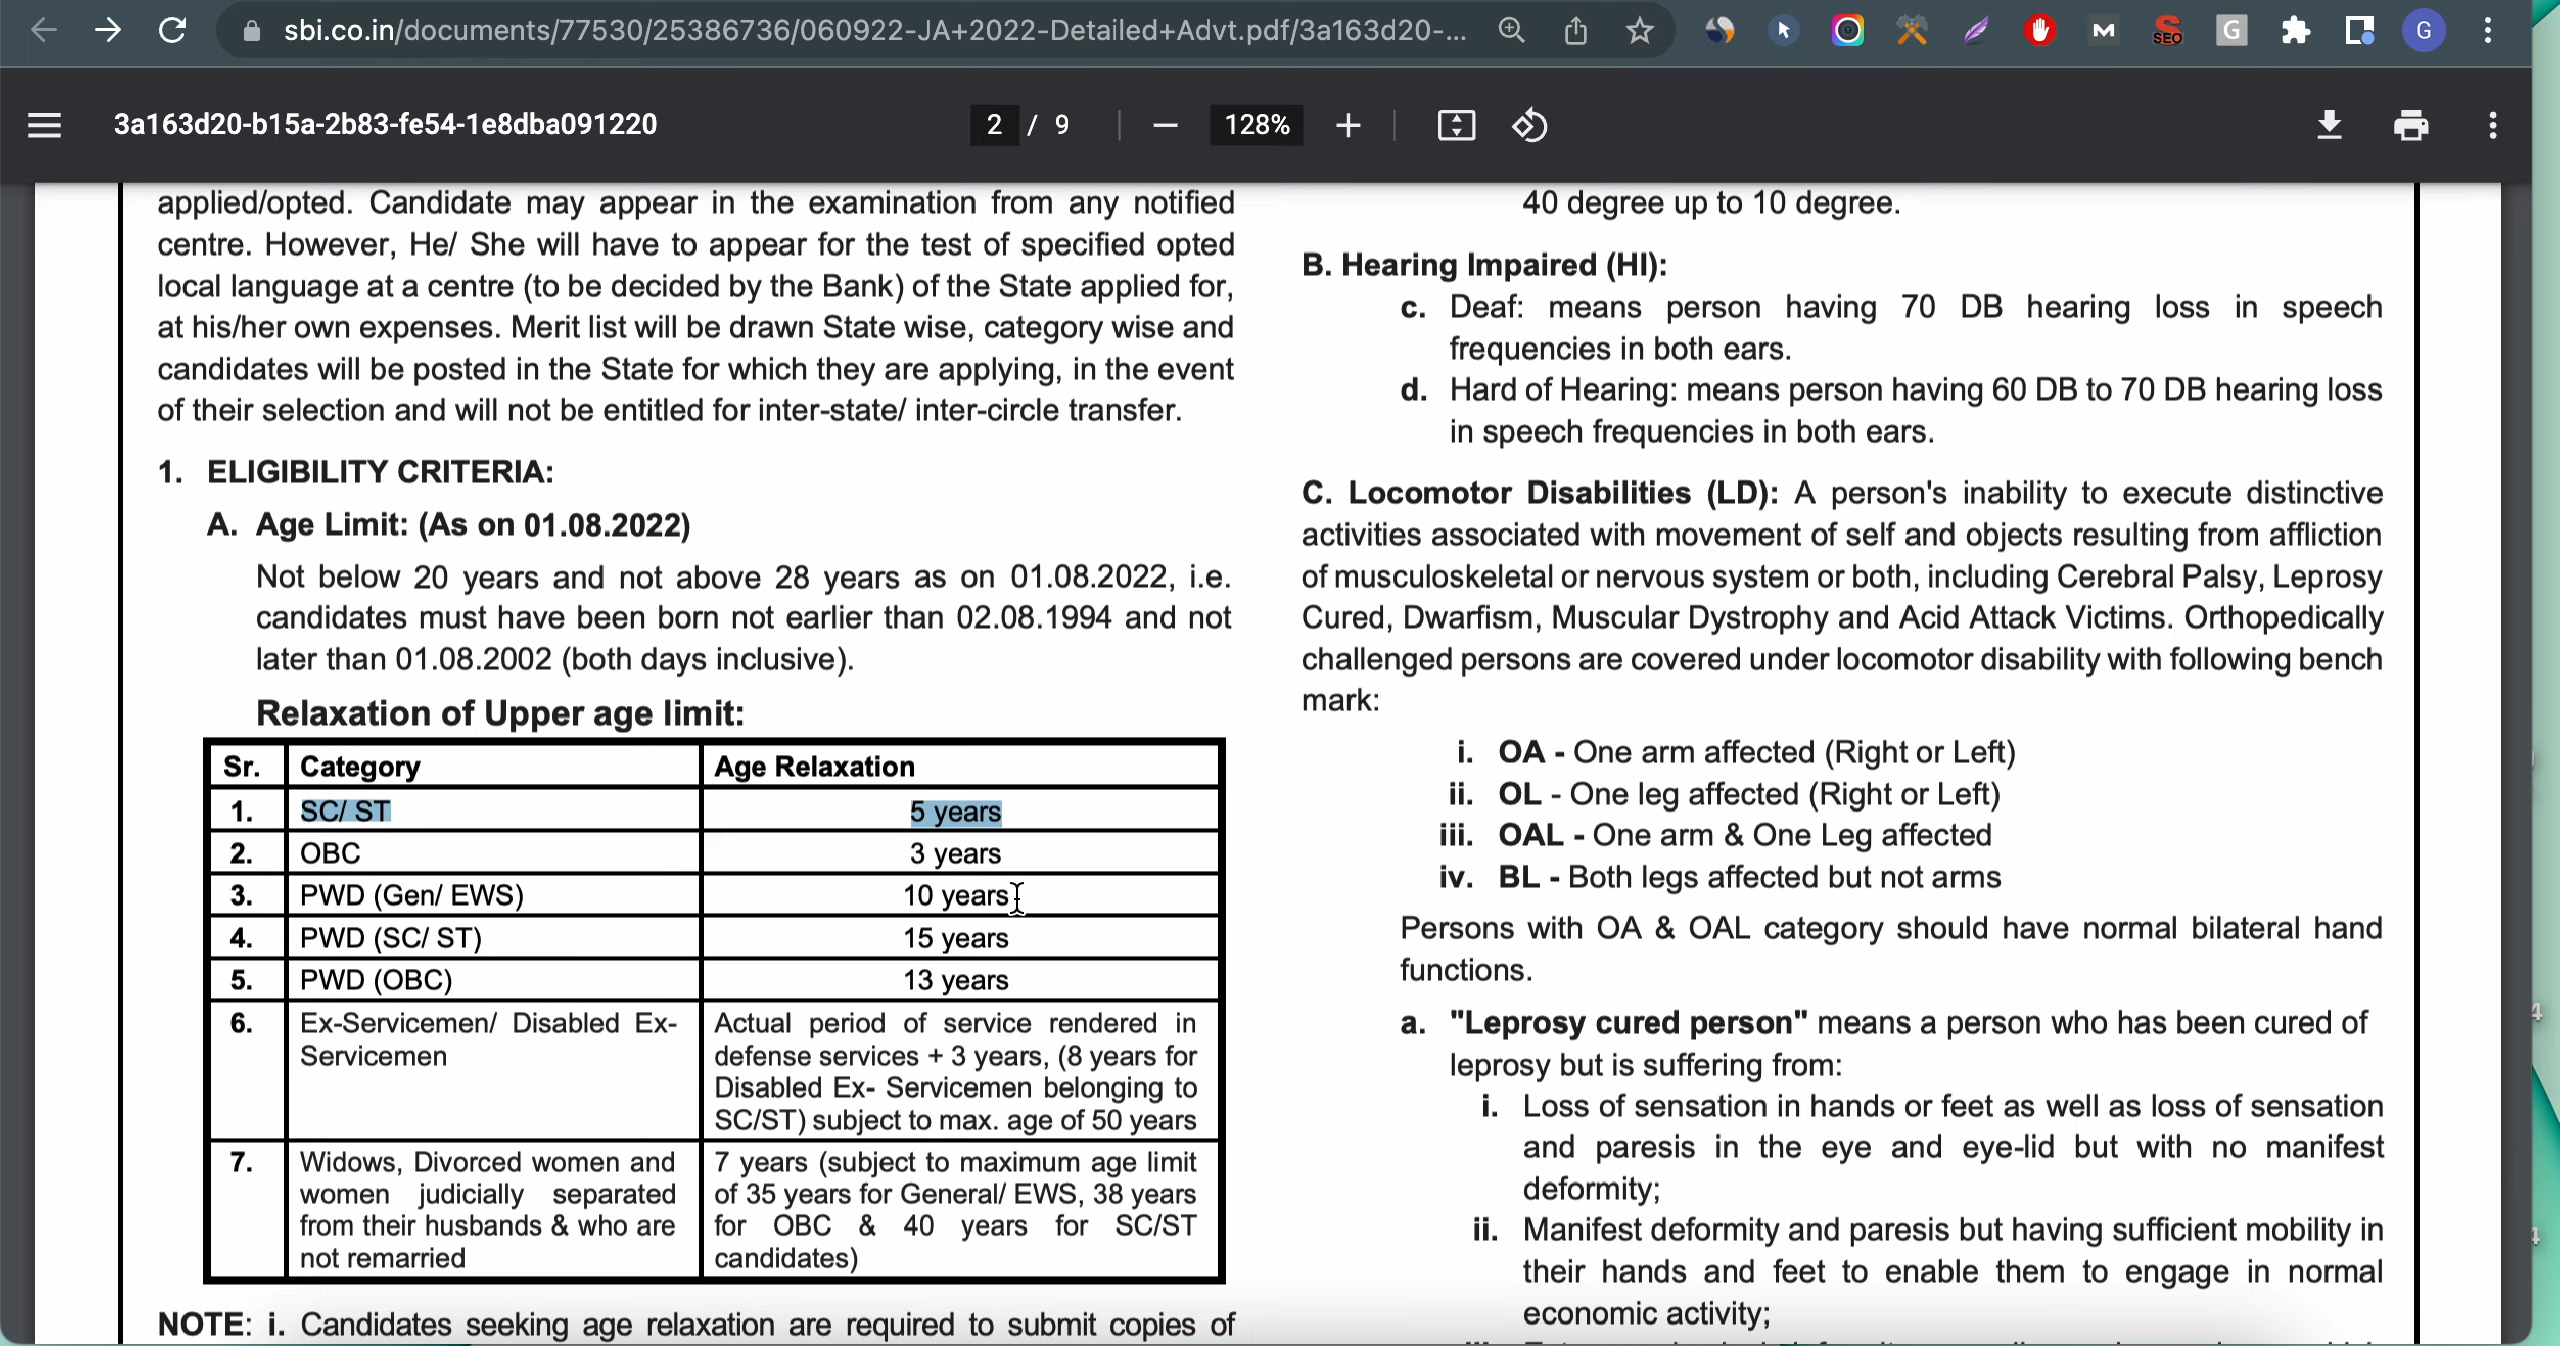 sbi.co.in/documents/77530/25386736/060922-JA+2022-Detailed+Advt.pdf/3a163d20-...
M
SEO
G
G
3a163d20-b15a-2b83-fe54-1e8dba091220
2 / 9
128%
applied/opted. Candidate may appear in the examination from any notified
centre. However, He/ She will have to appear for the test of specified opted
local language at a centre (to be decided by the Bank) of the State applied for,
at his/her own expenses. Merit list will be drawn State wise, category wise and
candidates will be posted in the State for which they are applying, in the event
of their selection and will not be entitled for inter-state/ inter-circle transfer.
1. ELIGIBILITY CRITERIA:
A. Age Limit: (As on 01.08.2022)
Not below 20 years and not above 28 years as on 01.08.2022, i.e.
candidates must have been born not earlier than 02.08.1994 and not
later than 01.08.2002 (both days inclusive).
Relaxation of Upper age limit:
Sr. Category Age Relaxation
1. SC/ ST 5 years
2. OBC 3 years
3. PWD (Gen/ EWS) 10 years
4. PWD (SC/ ST) 15 years
5. PWD (OBC) 13 years
6. Ex-Servicemen/ Disabled Ex- Actual period of service rendered in
Servicemen defense services + 3 years, (8 years for
Disabled Ex- Servicemen belonging to
SC/ST) subject to max. age of 50 years
7. Widows, Divorced women and 7 years (subject to maximum age limit
women judicially separated of 35 years for General/ EWS, 38 years
from their husbands & who are for OBC & 40 years for SC/ST
not remarried candidates)
NOTE: i. Candidates seeking age relaxation are required to submit copies of
40 degree up to 10 degree.
B. Hearing Impaired (HI):
c. Deaf: means person having 70 DB hearing loss in speech
frequencies in both ears.
d. Hard of Hearing: means person having 60 DB to 70 DB hearing loss
in speech frequencies in both ears.
C. Locomotor Disabilities (LD): A person's inability to execute distinctive
activities associated with movement of self and objects resulting from affliction
of musculoskeletal or nervous system or both, including Cerebral Palsy, Leprosy
Cured, Dwarfism, Muscular Dystrophy and Acid Attack Victims. Orthopedically
challenged persons are covered under locomotor disability with following bench
mark:
i. OA - One arm affected (Right or Left)
ii. OL - One leg affected (Right or Left)
iii. OAL - One arm & One Leg affected
iv. BL - Both legs affected but not arms
Persons with OA & OAL category should have normal bilateral hand
functions.
a. "Leprosy cured person" means a person who has been cured of
leprosy but is suffering from:
i. Loss of sensation in hands or feet as well as loss of sensation
and paresis in the eye and eye-lid but with no manifest
deformity;
ii. Manifest deformity and paresis but having sufficient mobility in
their hands and feet to enable them to engage in normal
economic activity;